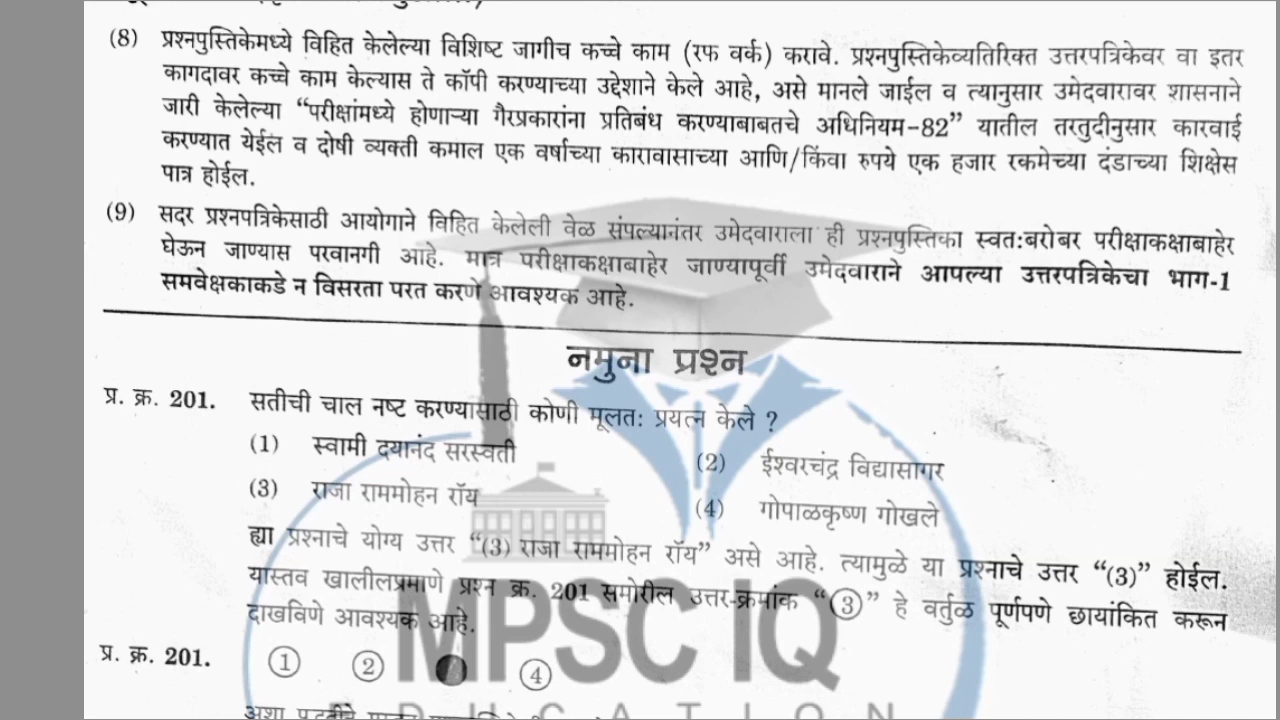 (8) प्रश्नपुस्तिकेमध्ये विहित केलेल्या विशिष्ट जागीच कच्चे काम (रफ वर्क) करावे. प्रश्नपुस्तिकेव्यतिरिक्त उत्तरपत्रिकेवर वा इतर
कागदावर कच्चे काम केल्यास ते कॉपी करण्याच्या उद्देशाने केले आहे, असे मानले जाईल व त्यानुसार उमेदवारावर शासनाने
जारी केलेल्या “परीक्षांमध्ये होणाऱ्या गैरप्रकारांना प्रतिबंध करण्याबाबतचे अधिनियम-82” यातील तरतुदीनुसार कारवाई
करण्यात येईल व दोषी व्यक्ती कमाल एक वर्षाच्या कारावासाच्या आणि/किंवा रुपये एक हजार रकमेच्या दंडाच्या शिक्षेस
पात्र होईल.
(9) सदर प्रश्नपत्रिकेसाठी आयोगाने विहित केलेली वेळ संपल्यानंतर उमेदवाराला ही प्रश्नपुस्तिका स्वत:बरोबर परीक्षाकक्षाबाहेर
घेऊन जाण्यास परवानगी आहे. मात्र परीक्षाकक्षाबाहेर जाण्यापूर्वी उमेदवाराने आपल्या उत्तरपत्रिकेचा भाग-1
समवेक्षकाकडे न विसरता परत करणे आवश्यक आहे.
नमुना प्रश्न
प्र. क्र. 201. सतीची चाल नष्ट करण्यासाठी कोणी मूलत: प्रयत्न केले ?
(1) स्वामी दयानंद सरस्वती (2) ईश्वरचंद्र विद्यासागर
(3) राजा राममोहन रॉय (4) गोपाळकृष्ण गोखले
ह्या प्रश्नाचे योग्य उत्तर “(3) राजा राममोहन रॉय” असे आहे. त्यामुळे या प्रश्नाचे उत्तर “(3)” होईल.
यास्तव खालीलप्रमाणे प्रश्न क्र. 201 समोरील उत्तर-क्रमांक “③” हे वर्तुळ पूर्णपणे छायांकित करून
दाखविणे आवश्यक आहे.
प्र. क्र. 201. ① ② ④
MPSC IQ
EDUCATION